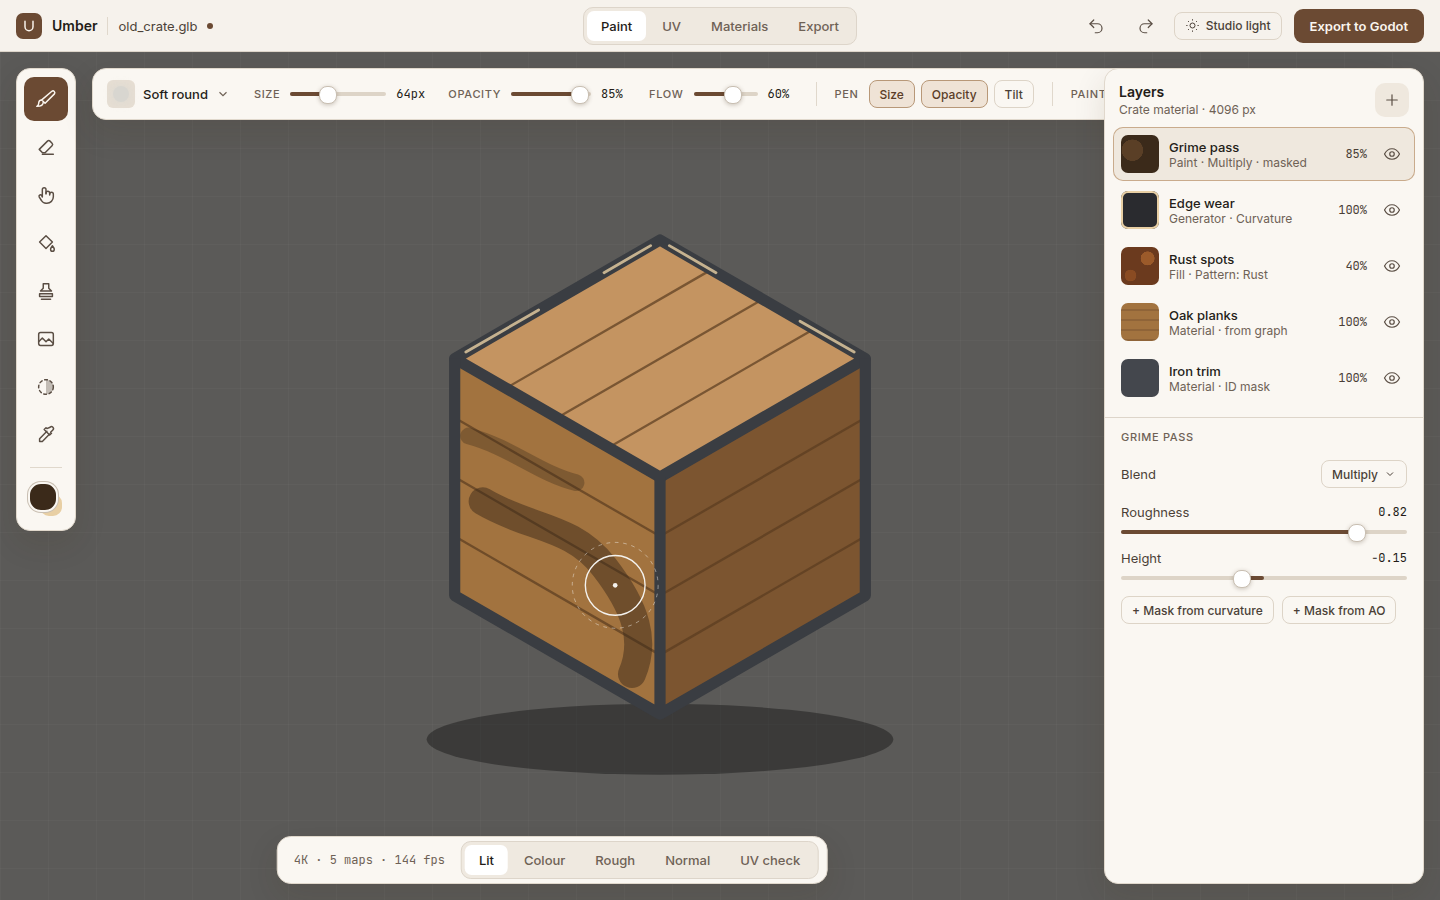 Umber
old_crate.glb
Paint UV Materials Export
Studio light
Export to Godot
Soft round
SIZE 64px
OPACITY 85%
FLOW 60%
PEN Size Opacity Tilt
PAINT
Layers
Crate material · 4096 px
Grime pass
Paint · Multiply · masked
85%
Edge wear
Generator · Curvature
100%
Rust spots
Fill · Pattern: Rust
40%
Oak planks
Material · from graph
100%
Iron trim
Material · ID mask
100%
GRIME PASS
Blend Multiply
Roughness 0.82
Height -0.15
+ Mask from curvature + Mask from AO
4K · 5 maps · 144 fps
Lit Colour Rough Normal UV check